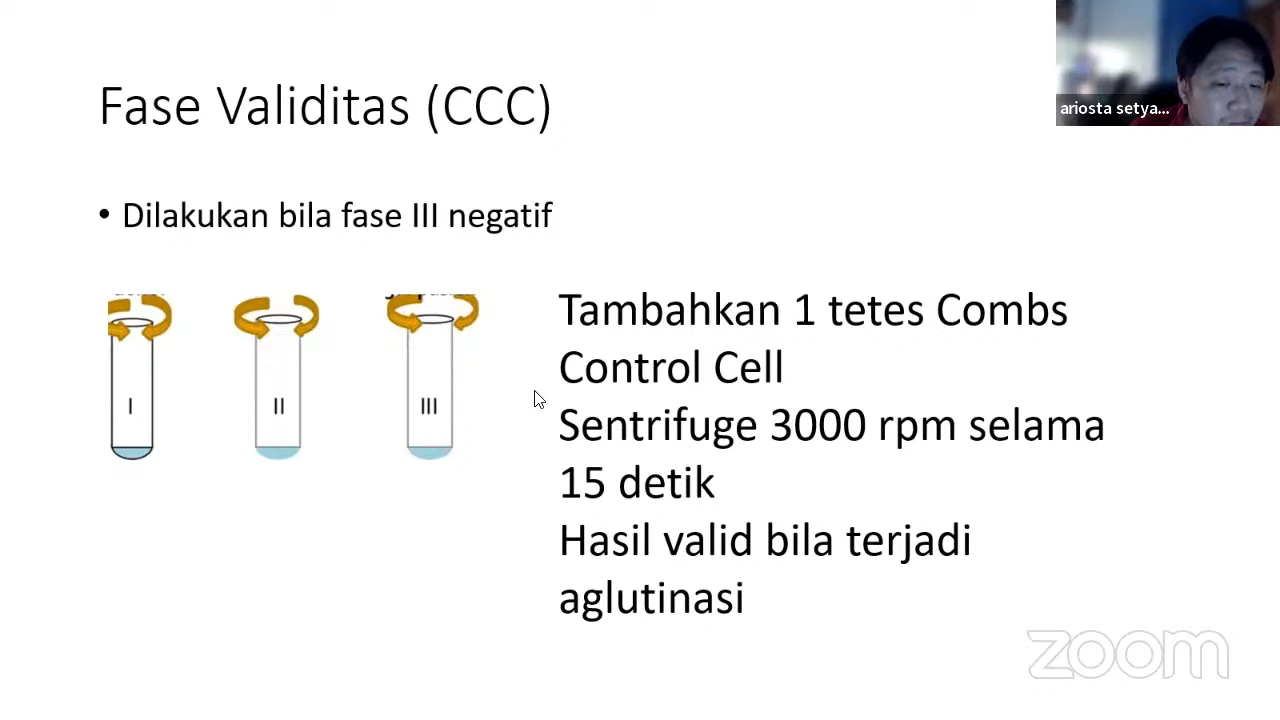 Fase Validitas (CCC)
ariosta setya...
• Dilakukan bila fase III negatif
I
II
III
Tambahkan 1 tetes Combs
Control Cell
Sentrifuge 3000 rpm selama
15 detik
Hasil valid bila terjadi
aglutinasi
zoom